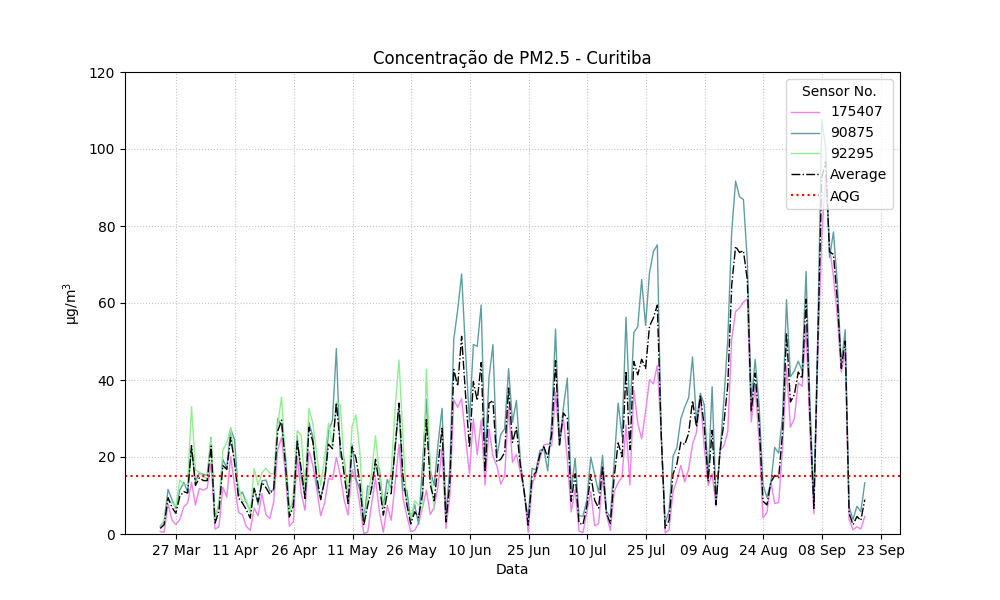 Concentração de PM2.5 - Curitiba
Sensor No.
175407
90875
92295
Average
AQG
120
100
80
60
40
20
0
µg/m³
27 Mar 11 Apr 26 Apr 11 May 26 May 10 Jun 25 Jun 10 Jul 25 Jul 09 Aug 24 Aug 08 Sep 23 Sep
Data